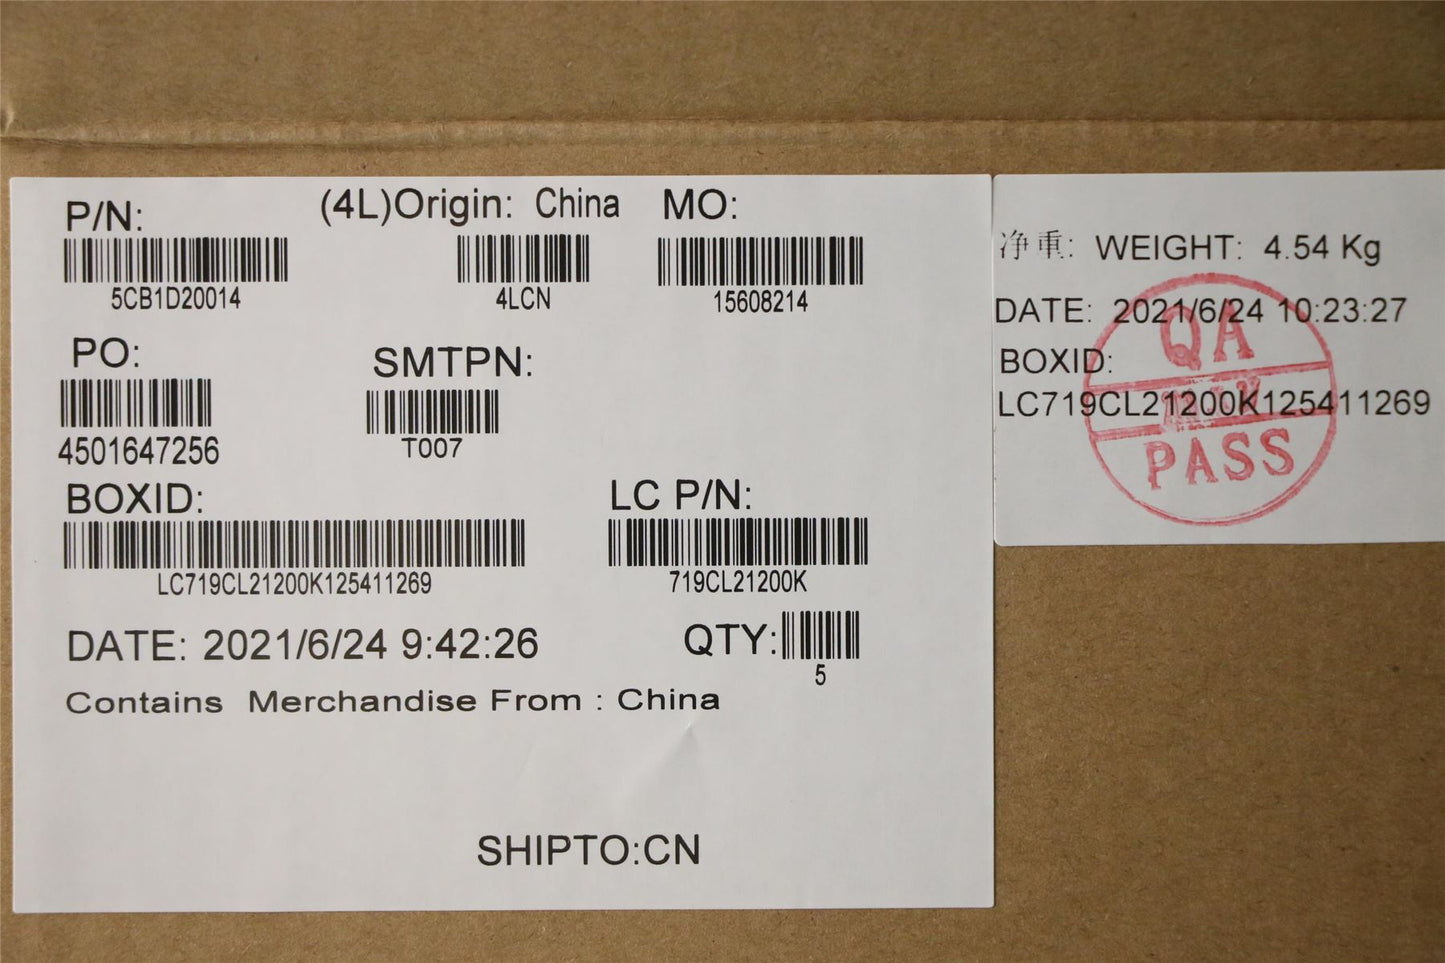 P/N: (4L)Origin: China MO:
5CB1D20014 4LCN 15608214
PO: SMTPN:
4501647256 T007
BOXID: LC P/N:
LC719CL21200K125411269 719CL21200K
DATE: 2021/6/24 9:42:26 QTY:
5
Contains Merchandise From : China
SHIPTO:CN
净重: WEIGHT: 4.54 Kg
DATE: 2021/6/24 10:23:27
BOXID:
LC719CL21200K125411269
QA
PASS